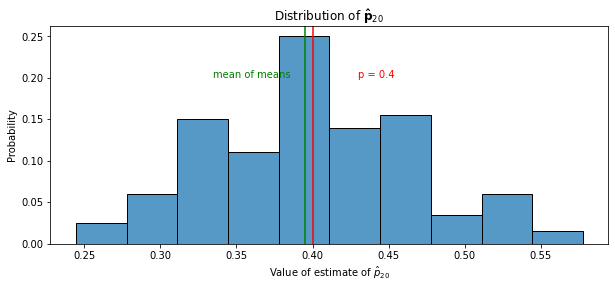 Distribution of p̂₂₀
0.25
0.20
0.15
0.10
0.05
0.00
Probability
mean of means
p = 0.4
0.25 0.30 0.35 0.40 0.45 0.50 0.55
Value of estimate of p̂₂₀